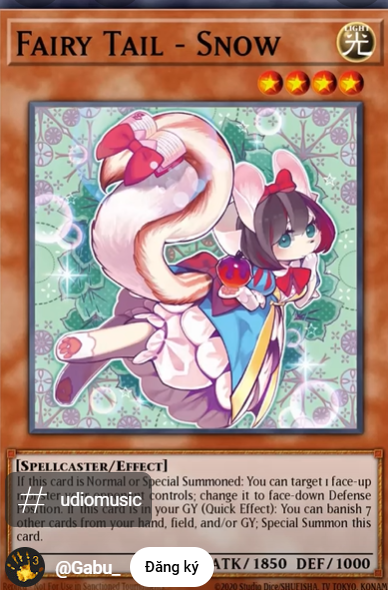 FAIRY TAIL - SNOW
LIGHT
光
[SPELLCASTER/EFFECT]
If this card is Normal or Special Summoned: You can target 1 face-up
controls; change it to face-down Defense
If this card is in your GY (Quick Effect): You can banish 7
other cards from your hand, field, and/or GY; Special Summon this
card.
# udiomusic
ATK/1850 DEF/1000
@Gabu_
Đăng ký
©2020 Studio Dice/SHUEISHA, TV TOKYO, KONAMI